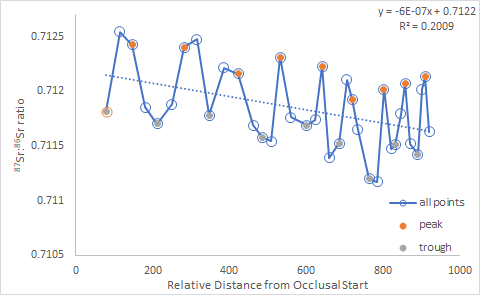 y = -6E-07x + 0.7122
R² = 0.2009
0.7125
0.712
0.7115
0.711
0.7105
⁸⁷Sr:⁸⁶Sr ratio
all points
peak
trough
0 200 400 600 800 1000
Relative Distance from Occlusal Start